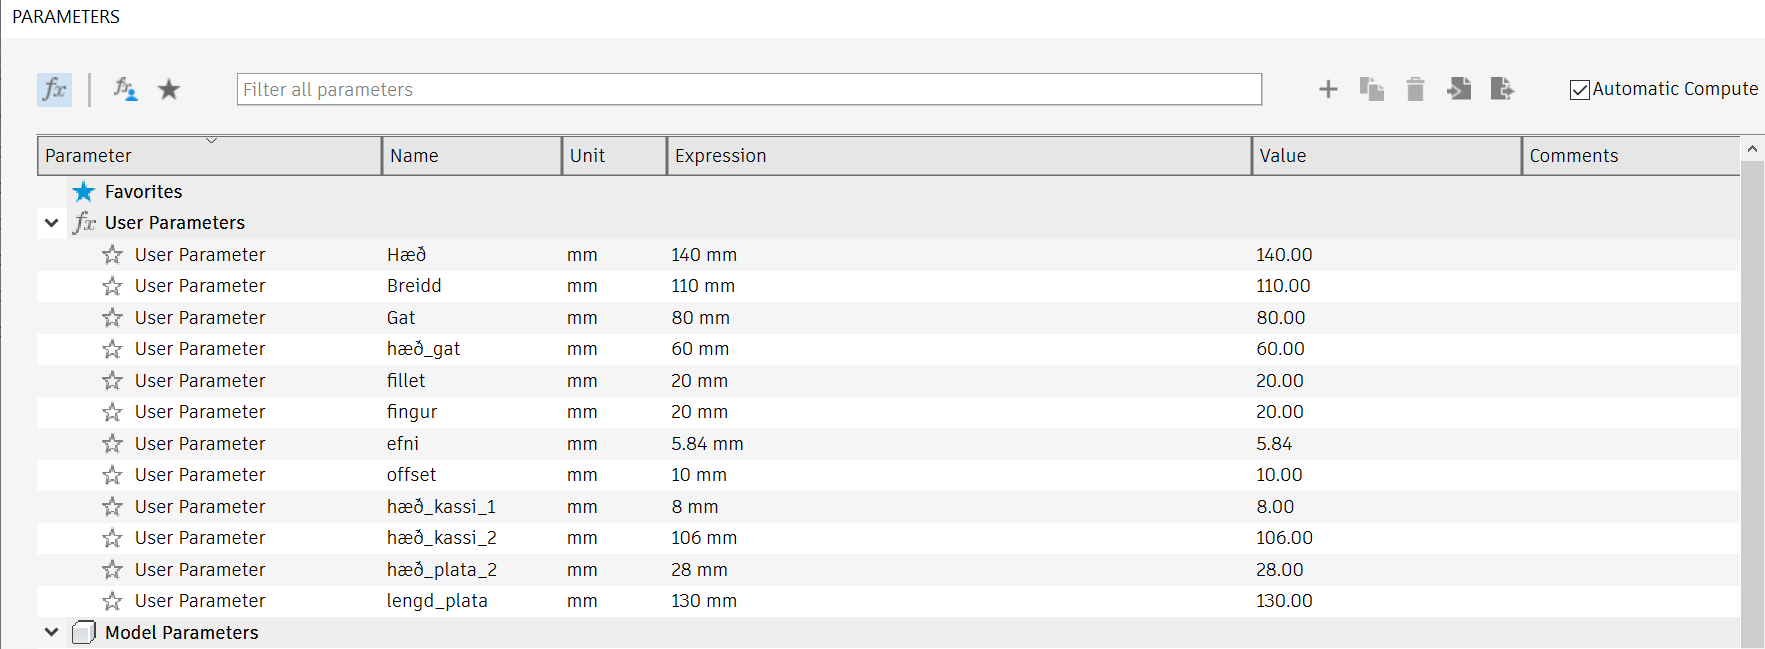 PARAMETERS
fx fx Filter all parameters Automatic Compute
Parameter Name Unit Expression Value Comments
Favorites
fx User Parameters
User Parameter Hæð mm 140 mm 140.00
User Parameter Breidd mm 110 mm 110.00
User Parameter Gat mm 80 mm 80.00
User Parameter hæð_gat mm 60 mm 60.00
User Parameter fillet mm 20 mm 20.00
User Parameter fingur mm 20 mm 20.00
User Parameter efni mm 5.84 mm 5.84
User Parameter offset mm 10 mm 10.00
User Parameter hæð_kassi_1 mm 8 mm 8.00
User Parameter hæð_kassi_2 mm 106 mm 106.00
User Parameter hæð_plata_2 mm 28 mm 28.00
User Parameter lengd_plata mm 130 mm 130.00
Model Parameters